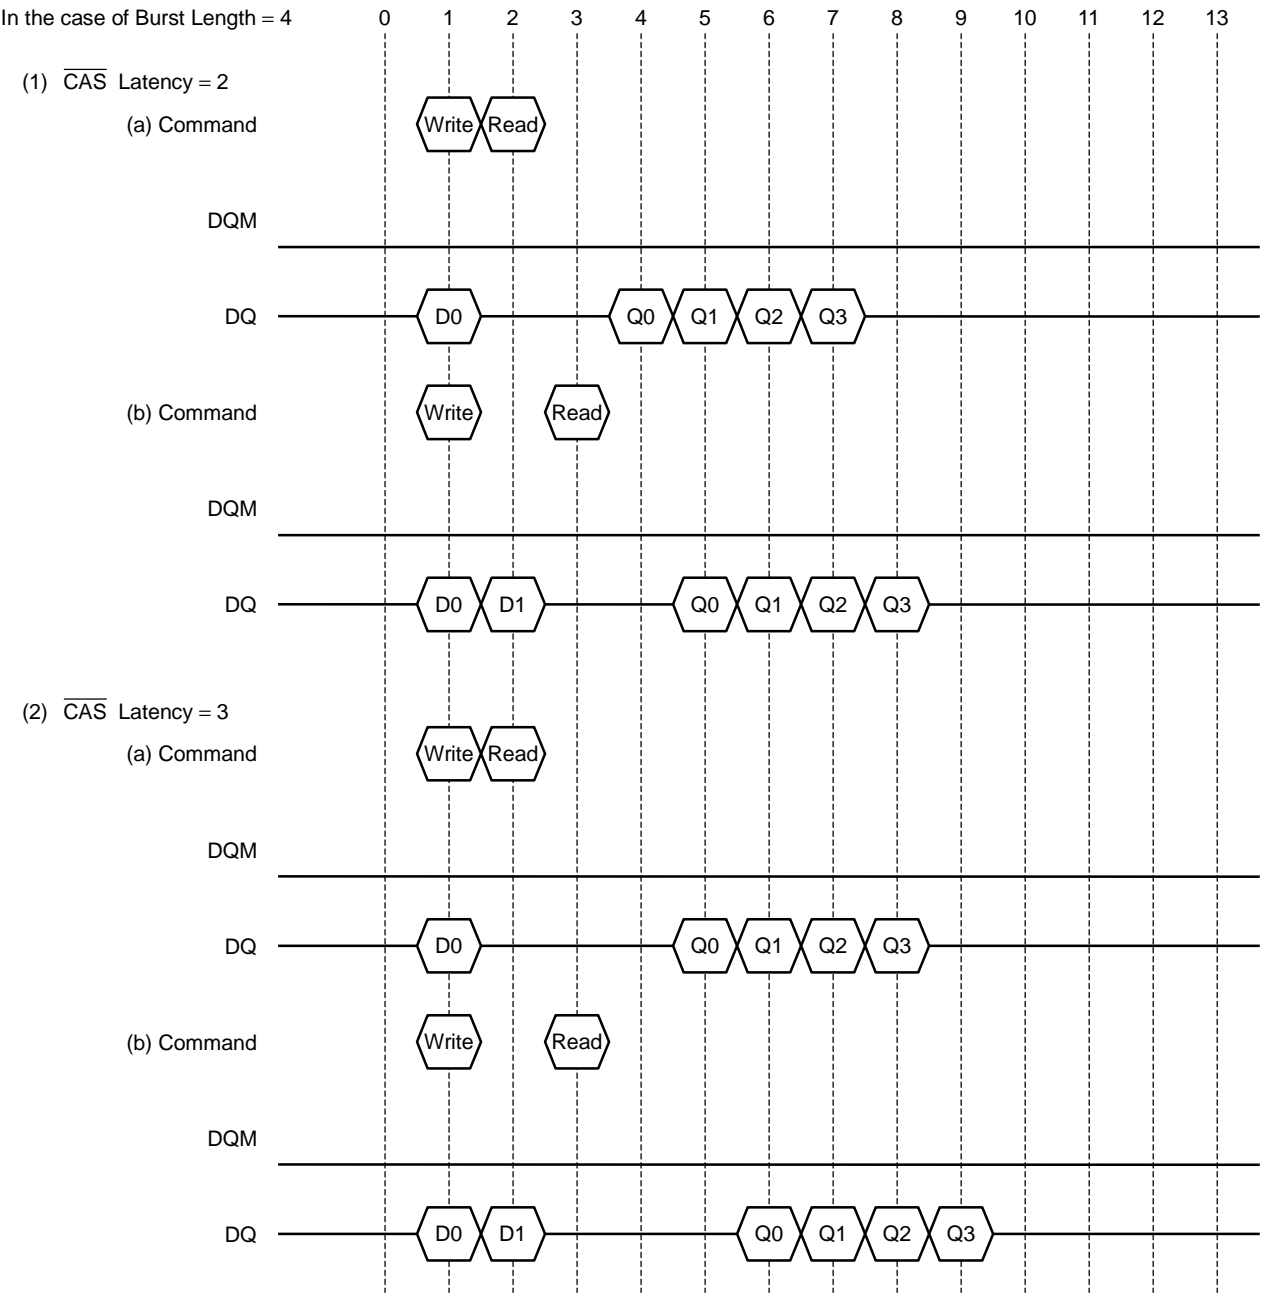 In the case of Burst Length = 4 0 1 2 3 4 5 6 7 8 9 10 11 12 13
(1) CAS Latency = 2
(a) Command Write Read
DQM
DQ D0 Q0 Q1 Q2 Q3
(b) Command Write Read
DQM
DQ D0 D1 Q0 Q1 Q2 Q3
(2) CAS Latency = 3
(a) Command Write Read
DQM
DQ D0 Q0 Q1 Q2 Q3
(b) Command Write Read
DQM
DQ D0 D1 Q0 Q1 Q2 Q3